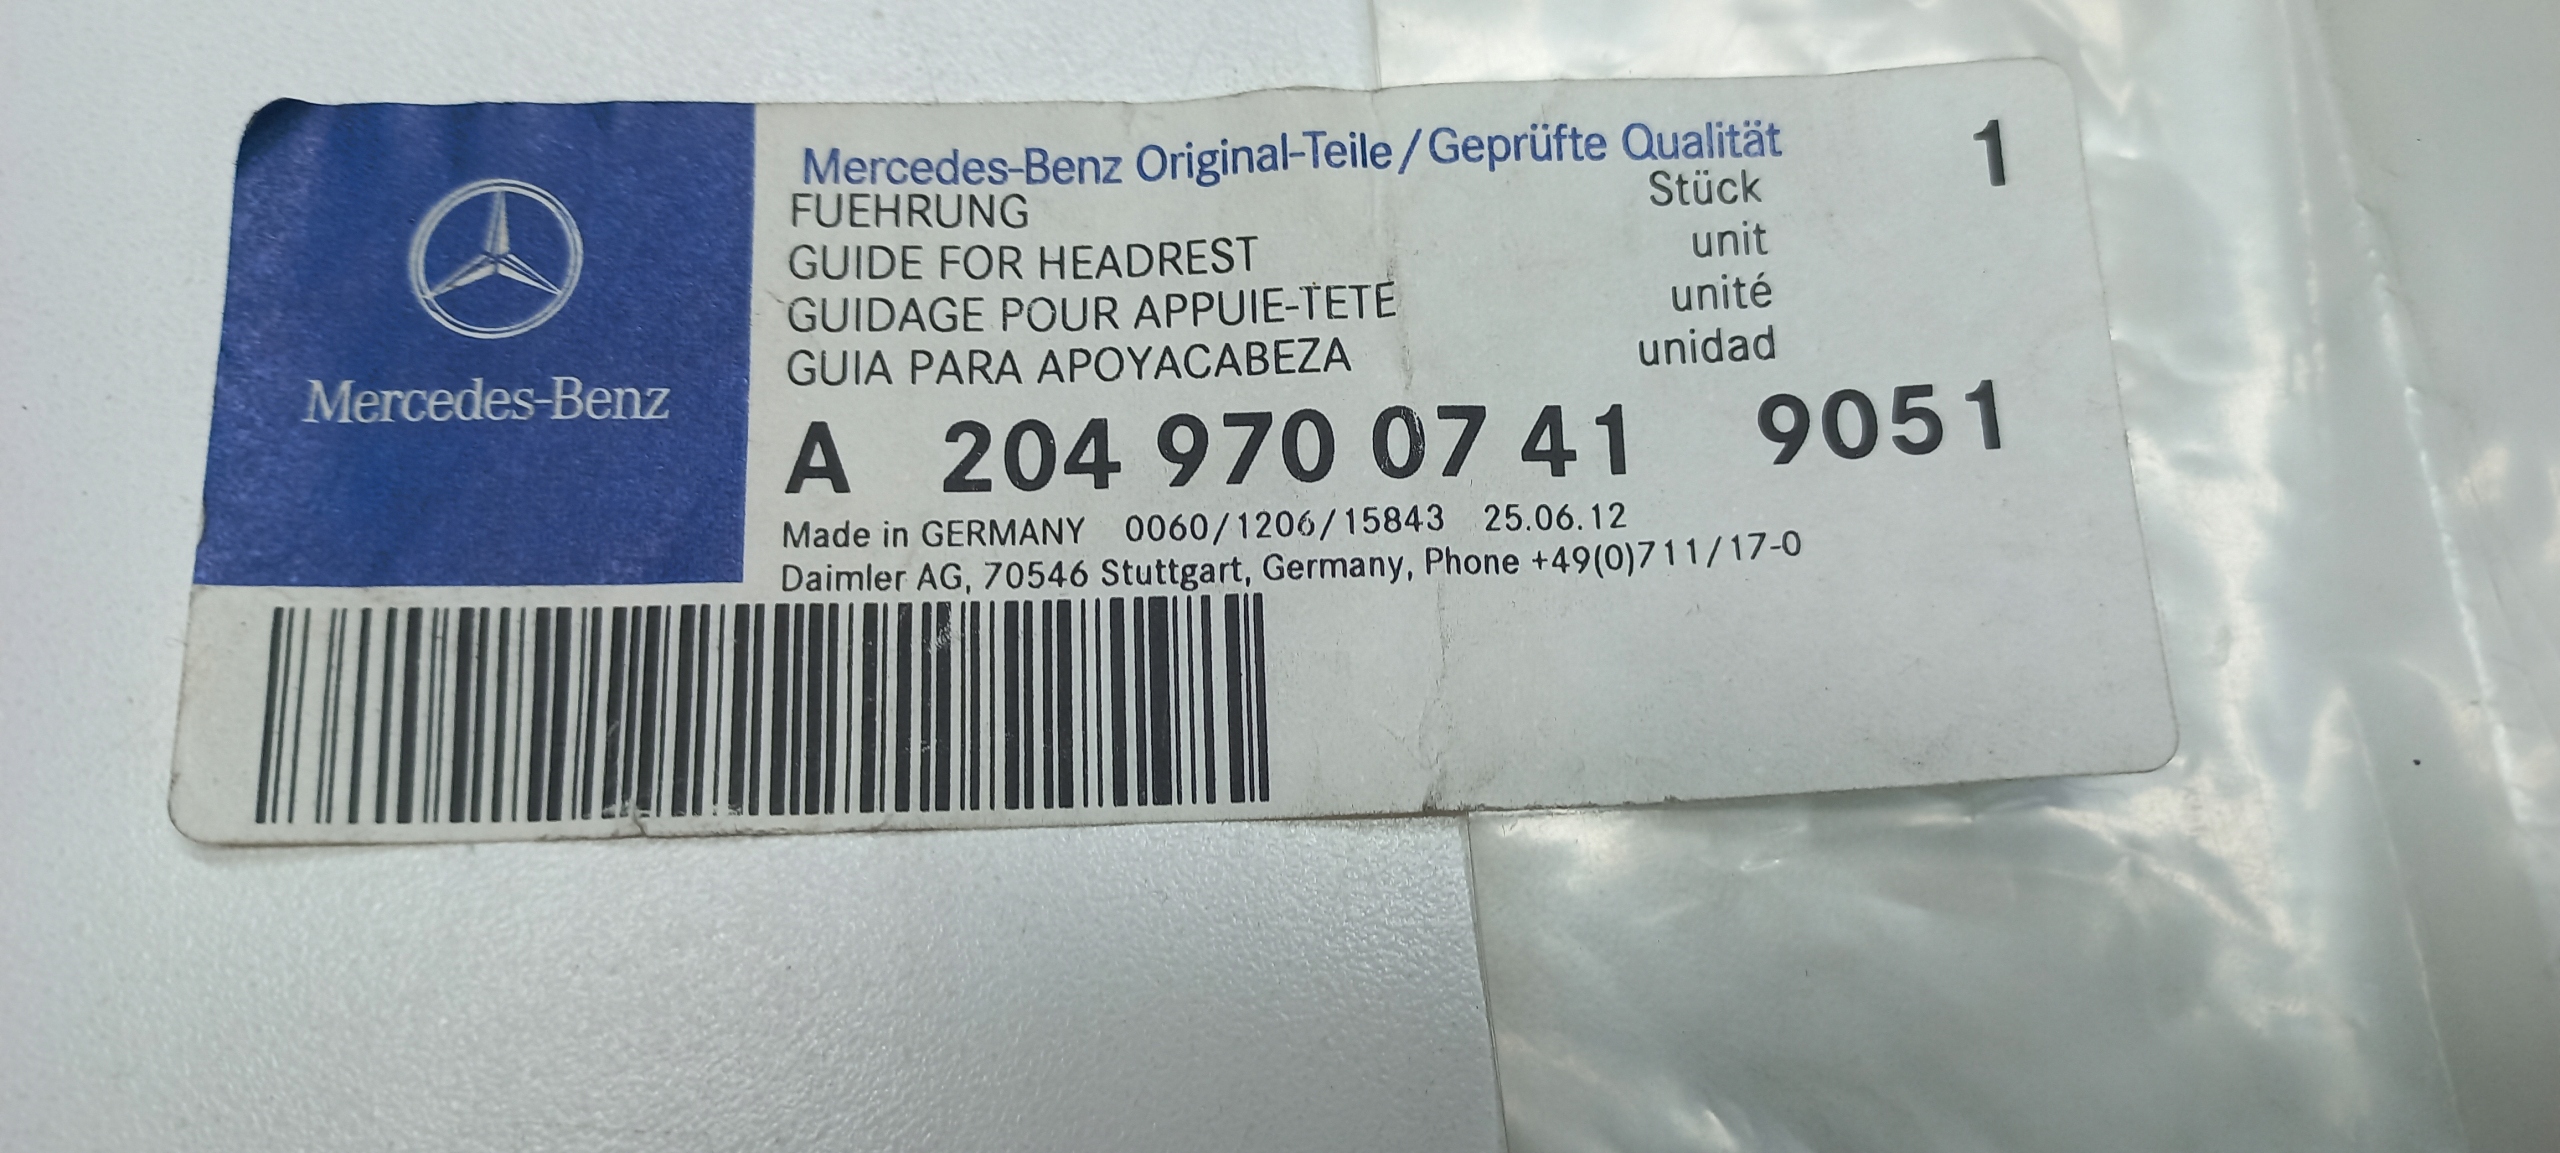 Mercedes-Benz
Mercedes-Benz Original-Teile/Geprüfte Qualität
1
FUEHRUNG
Stück
GUIDE FOR HEADREST
unit
GUIDAGE POUR APPUIE-TETE
unité
GUIA PARA APOYACABEZA
unidad
A 204 970 07 41 9051
Made in GERMANY 0060/1206/15843 25.06.12
Daimler AG, 70546 Stuttgart, Germany, Phone +49(0)711/17-0